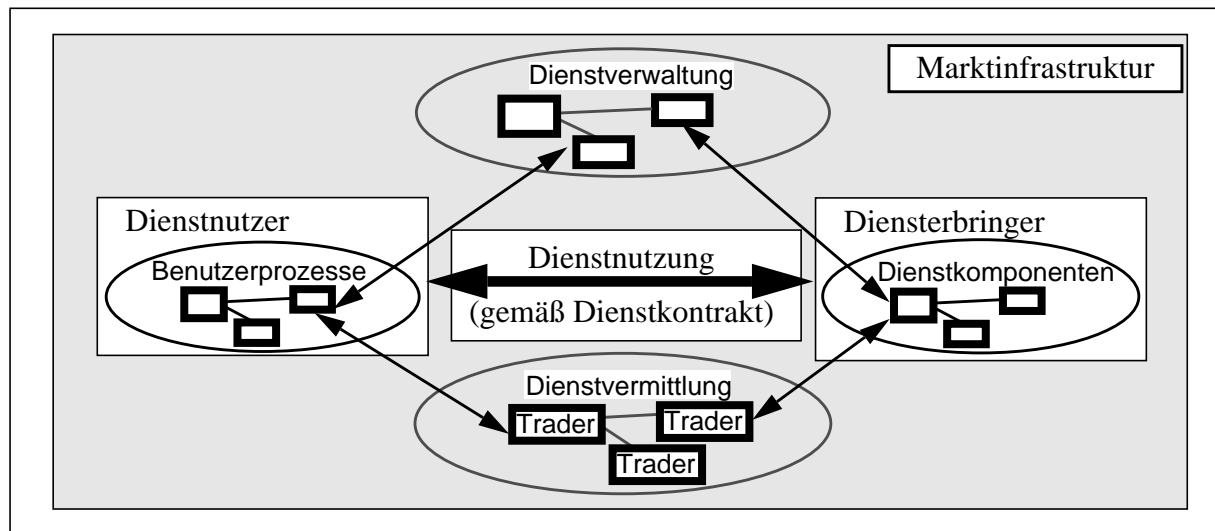 Dienstverwaltung
Marktinfrastruktur
Dienstnutzer
Benutzerprozesse
Dienstnutzung
(gemäß Dienstkontrakt)
Diensterbringer
Dienstkomponenten
Dienstvermittlung
Trader
Trader
Trader